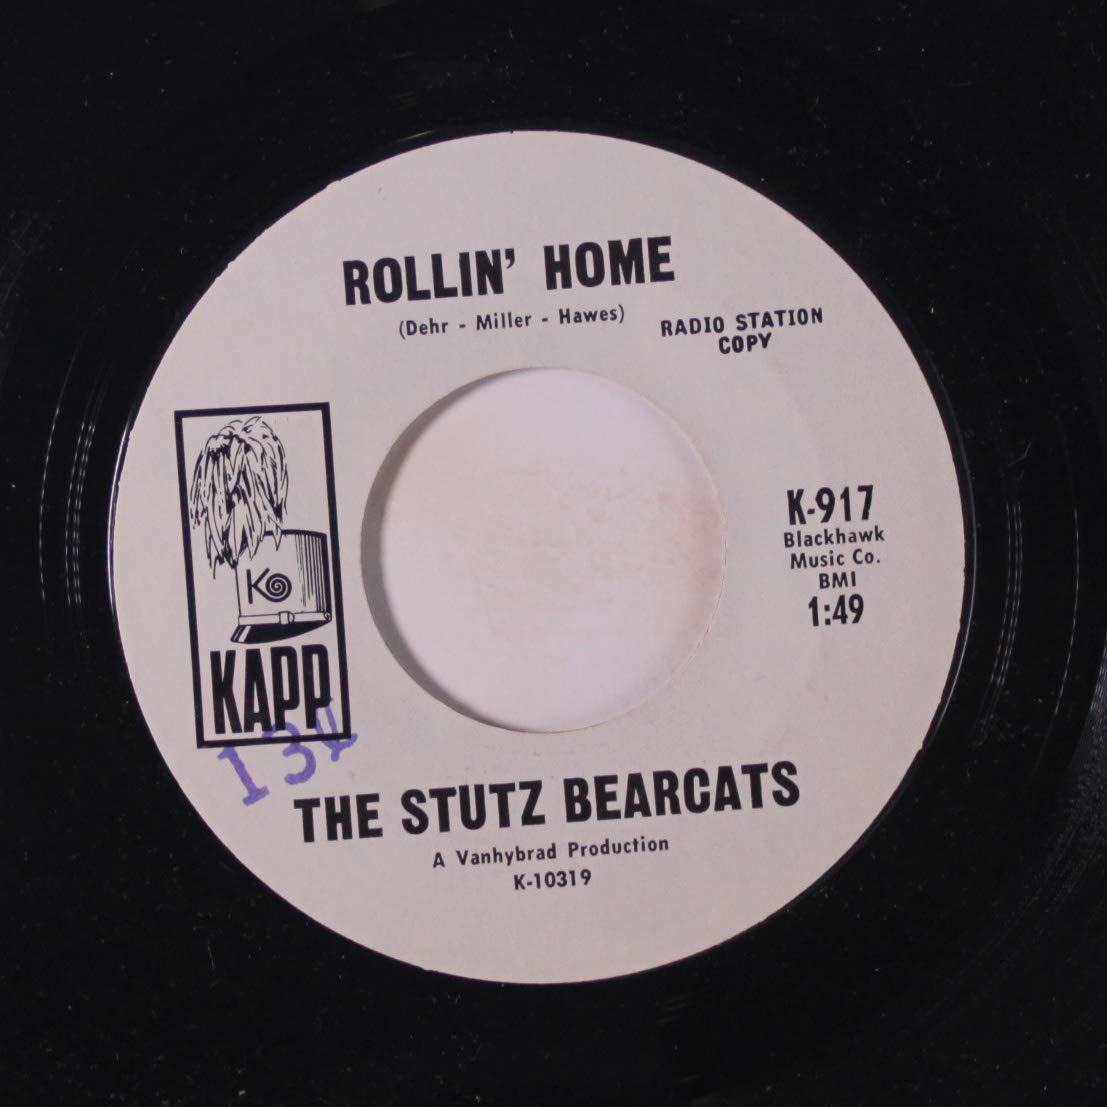 ROLLIN' HOME
(Dehr - Miller - Hawes)
RADIO STATION
COPY
K
KAPP
13¢
K-917
Blackhawk
Music Co.
BMI
1:49
THE STUTZ BEARCATS
A Vanhybrad Production
K-10319